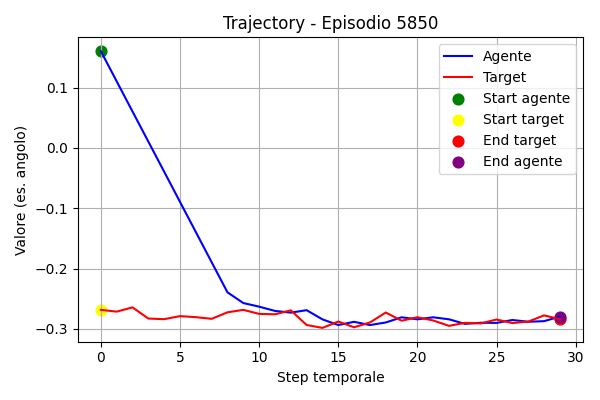 Trajectory - Episodio 5850
Agente
Target
Start agente
Start target
End target
End agente
Valore (es. angolo)
0.1
0.0
−0.1
−0.2
−0.3
0 5 10 15 20 25 30
Step temporale